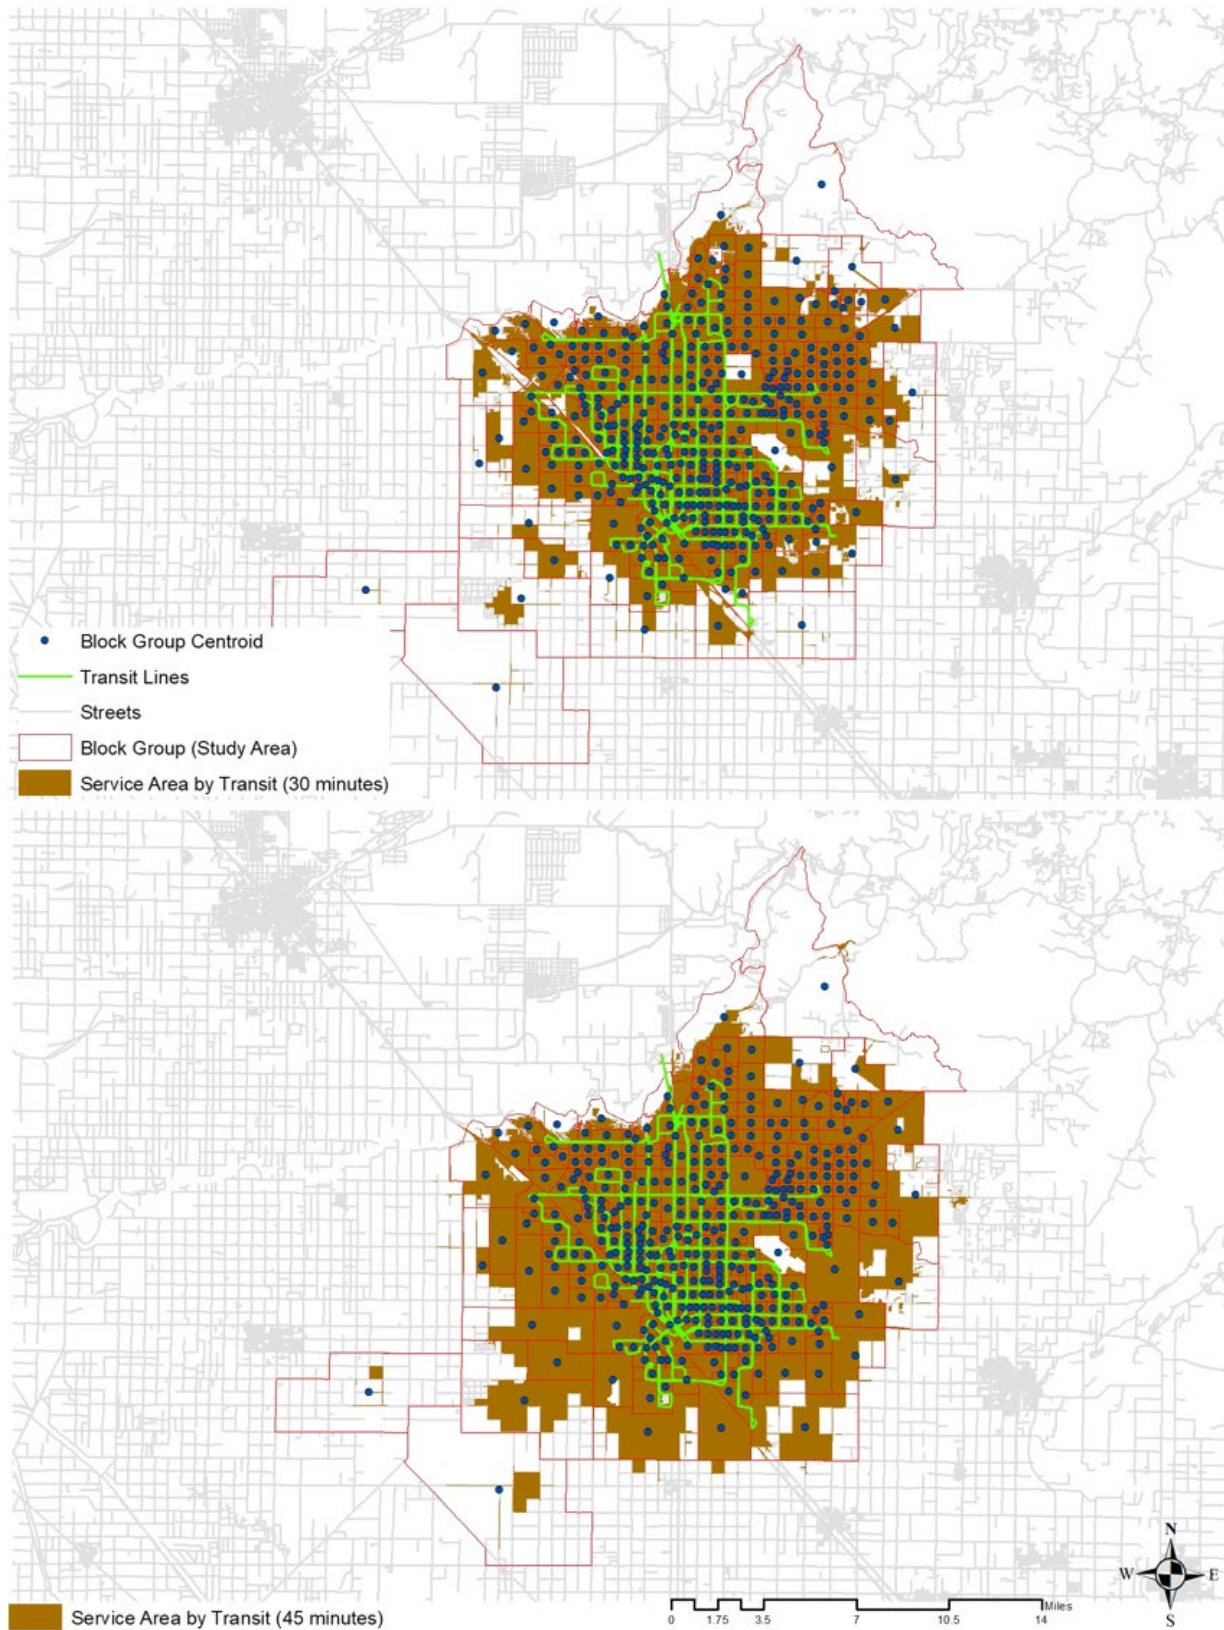 Block Group Centroid
Transit Lines
Streets
Block Group (Study Area)
Service Area by Transit (30 minutes)
N
W E
S
Miles
0 1.75 3.5 7 10.5 14
Service Area by Transit (45 minutes)